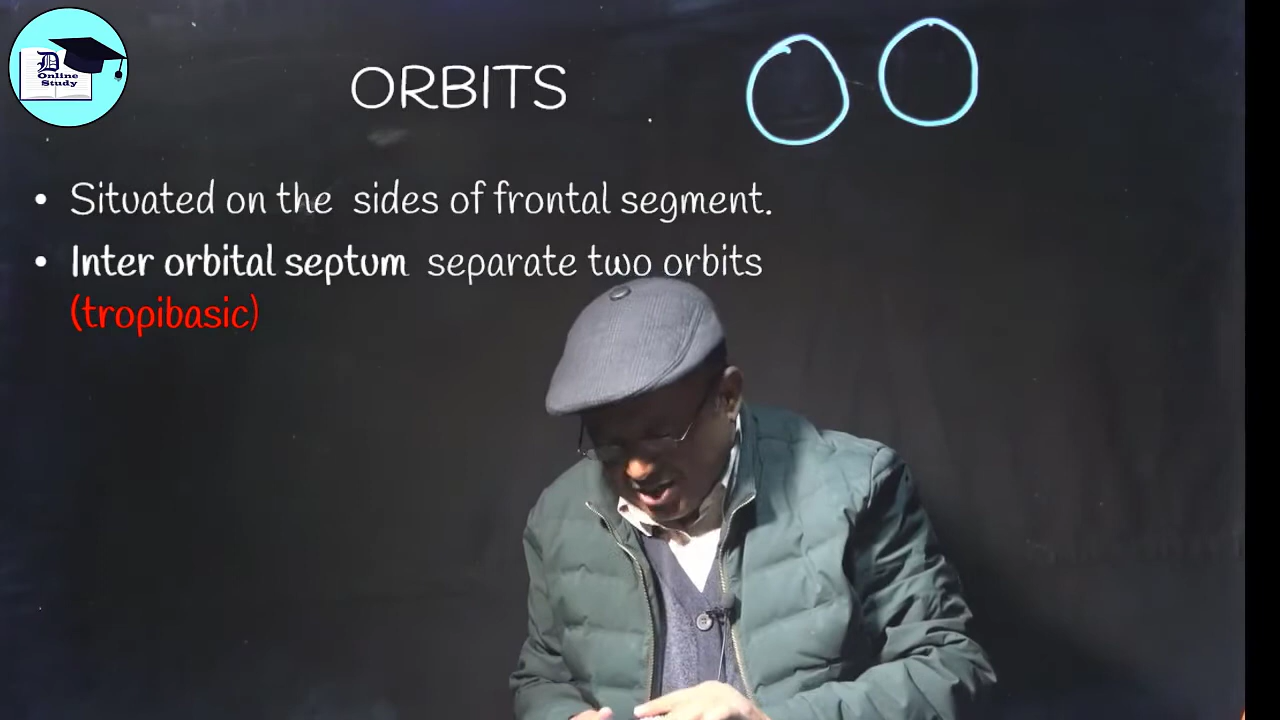 D
Online
Study
ORBITS
• Situated on the sides of frontal segment.
• Inter orbital septum separate two orbits
(tropibasic)